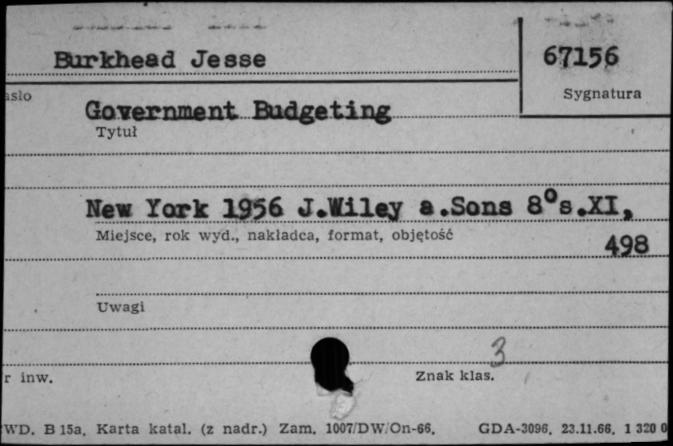 Burkhead Jesse
67156
asło
Sygnatura
Government Budgeting
Tytuł
New York 1956 J.Wiley a.Sons 8°s.XI,
Miejsce, rok wyd., nakładca, format, objętość
498
Uwagi
3
r inw.
Znak klas.
WD. B 15a. Karta katal. (z nadr.) Zam. 1007/DW/On-66. GDA-3096. 23.11.66. 1 320 0